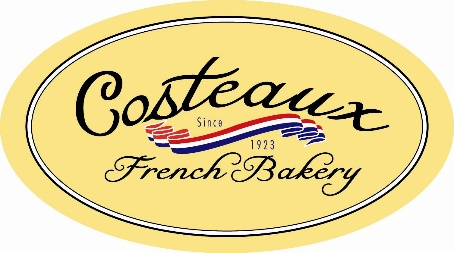 Costeaux
Since
1923
French Bakery